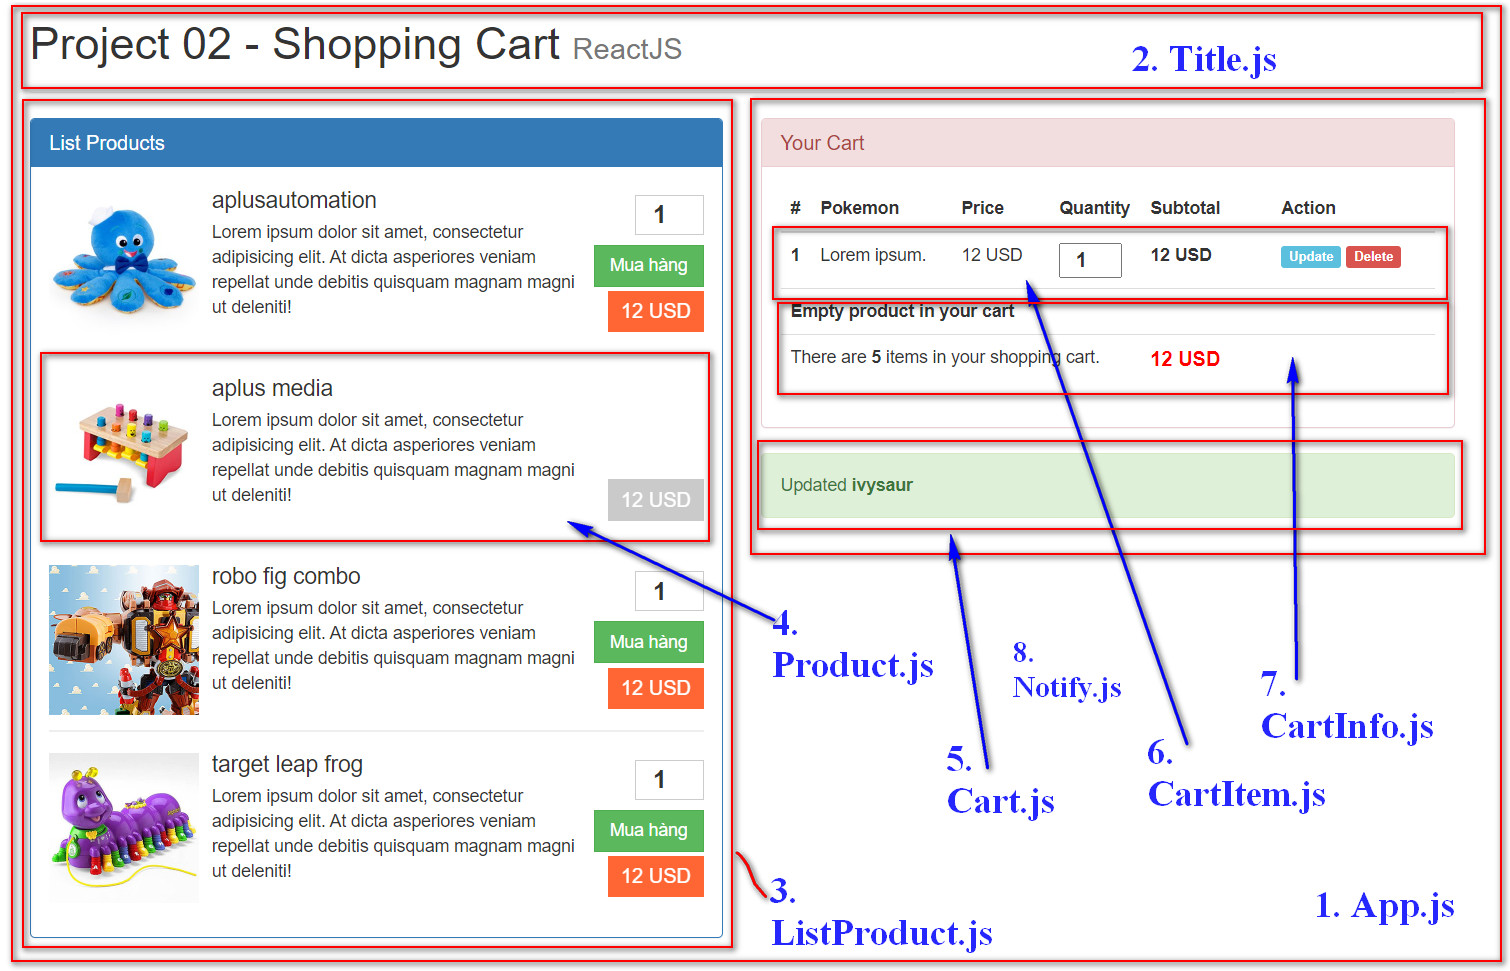 Project 02 - Shopping Cart ReactJS
2. Title.js
List Products
aplusautomation
Lorem ipsum dolor sit amet, consectetur
adipisicing elit. At dicta asperiores veniam
repellat unde debitis quisquam magnam magni
ut deleniti!
1
Mua hàng
12 USD
aplus media
Lorem ipsum dolor sit amet, consectetur
adipisicing elit. At dicta asperiores veniam
repellat unde debitis quisquam magnam magni
ut deleniti!
12 USD
robo fig combo
Lorem ipsum dolor sit amet, consectetur
adipisicing elit. At dicta asperiores veniam
repellat unde debitis quisquam magnam magni
ut deleniti!
1
Mua hàng
12 USD
target leap frog
Lorem ipsum dolor sit amet, consectetur
adipisicing elit. At dicta asperiores veniam
repellat unde debitis quisquam magnam magni
ut deleniti!
1
Mua hàng
12 USD
Your Cart
# Pokemon Price Quantity Subtotal Action
1 Lorem ipsum. 12 USD 1 12 USD Update Delete
Empty product in your cart
There are 5 items in your shopping cart. 12 USD
Updated ivysaur
4.
Product.js
8.
Notify.js
7.
CartInfo.js
5.
Cart.js
6.
CartItem.js
3.
ListProduct.js
1. App.js